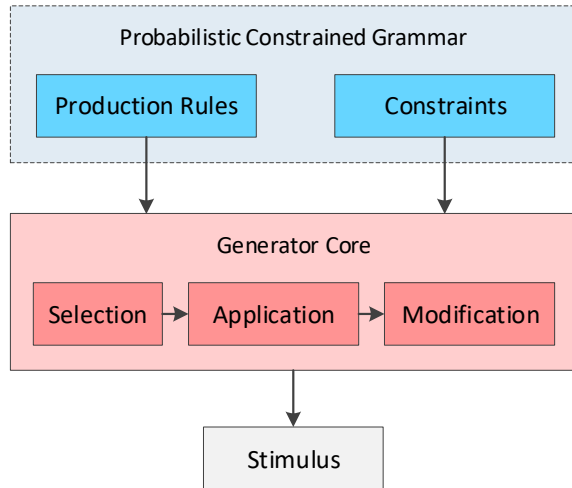 Probabilistic Constrained Grammar
Production Rules
Constraints
Generator Core
Selection
Application
Modification
Stimulus